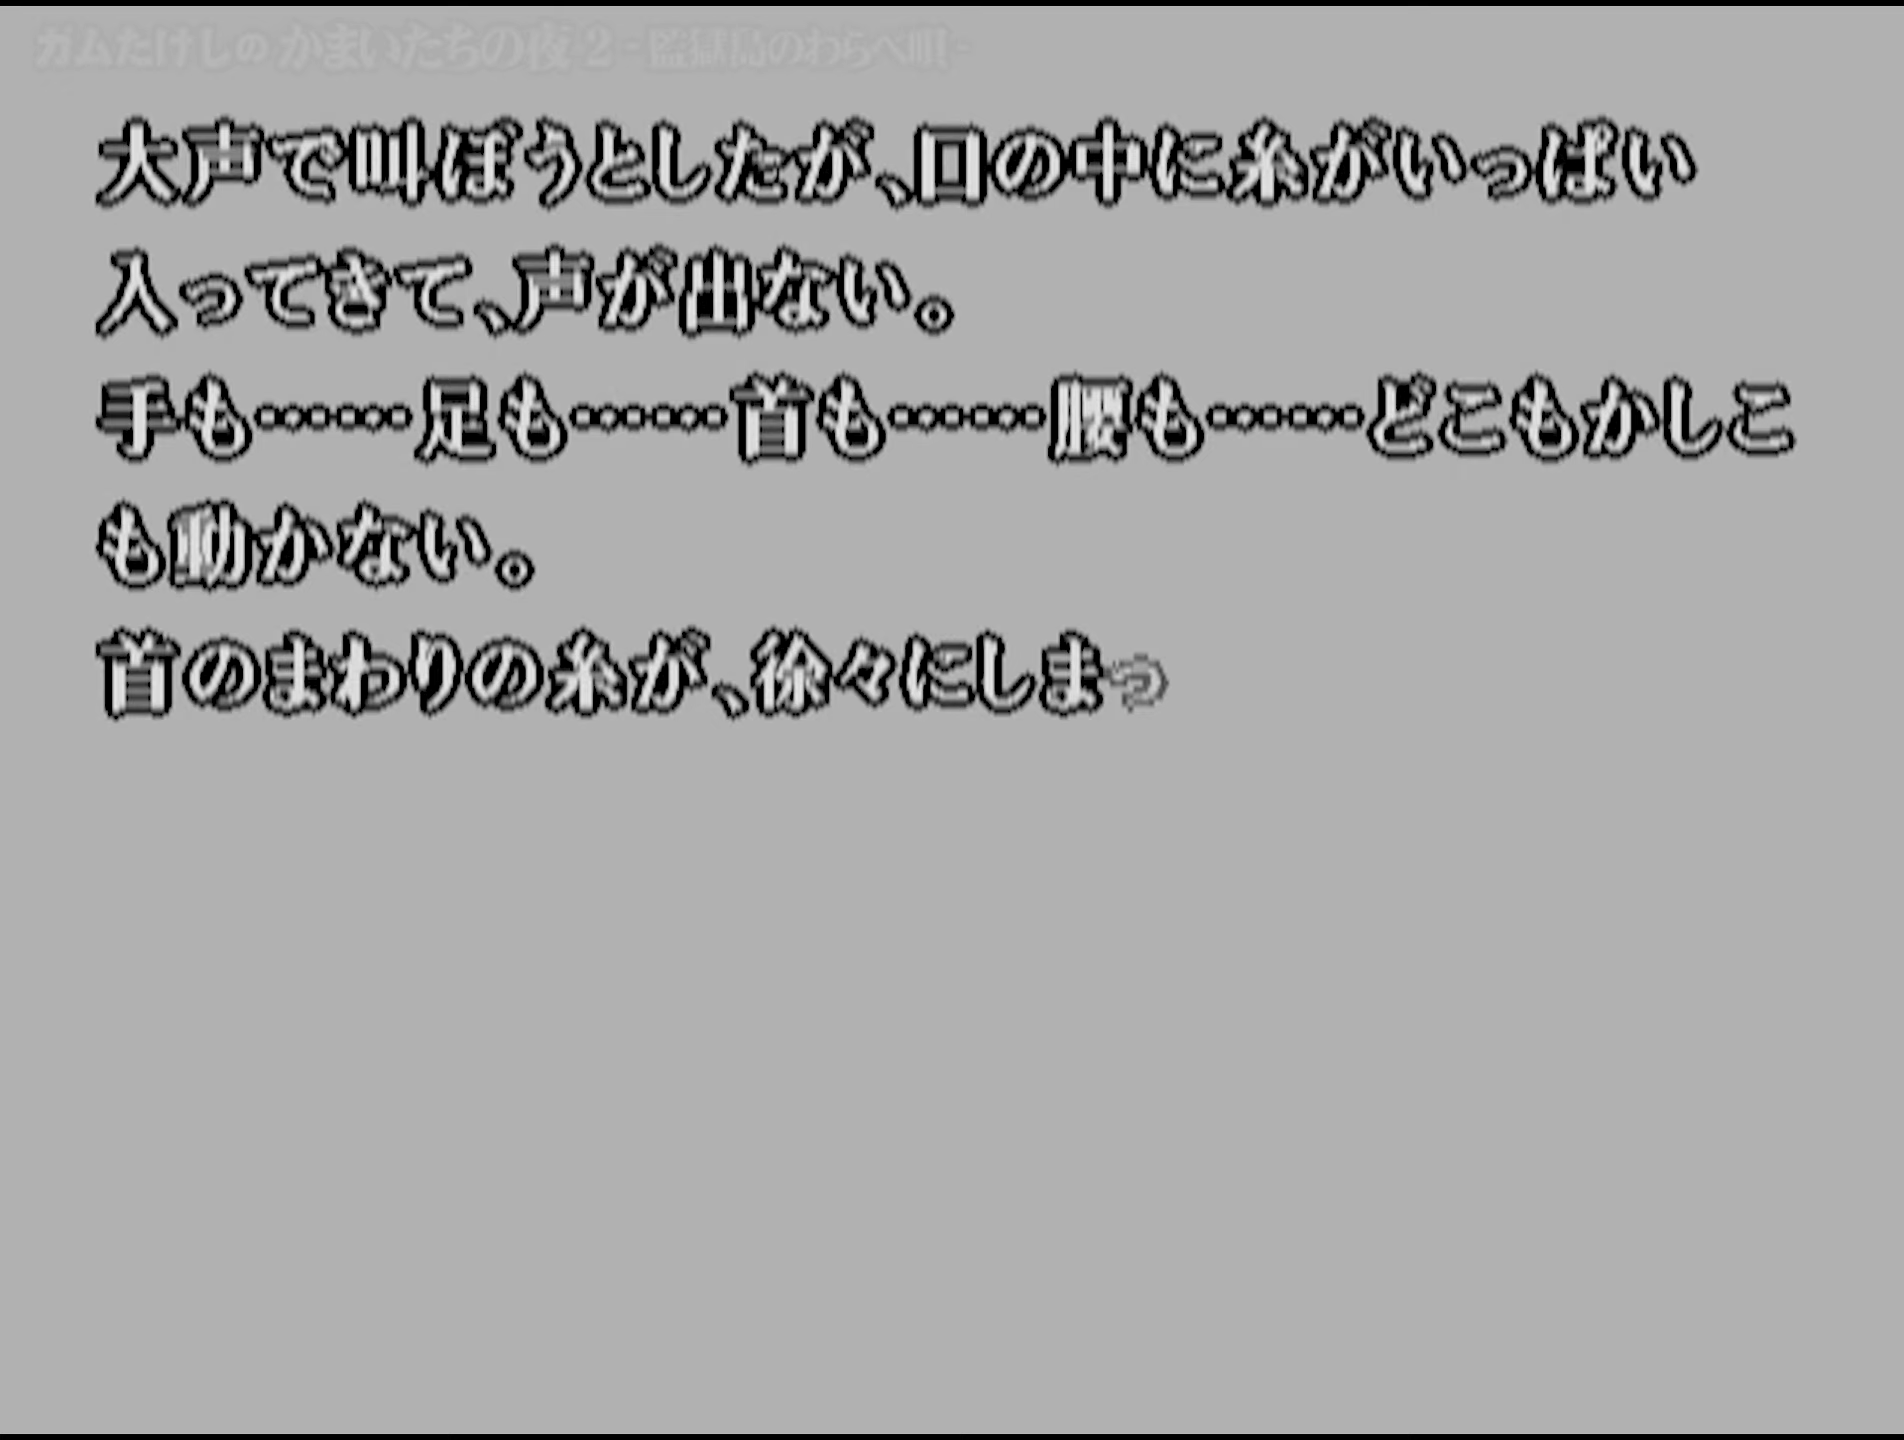 ガムたけしの かまいたちの夜2 -監獄島のわらべ唄-
大声で叫ぼうとしたが、口の中に糸がいっぱい
入ってきて、声が出ない。
手も……足も……首も……腰も……どこもかしこ
も動かない。
首のまわりの糸が、徐々にしまっ